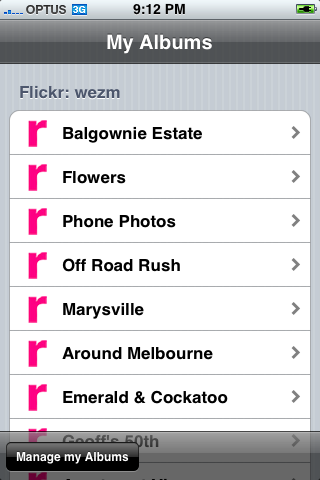 OPTUS 3G 9:12 PM
My Albums
Flickr: wezm
r Balgownie Estate
r Flowers
r Phone Photos
r Off Road Rush
r Marysville
r Around Melbourne
r Emerald & Cockatoo
r Geoff's 50th
Manage my Albums